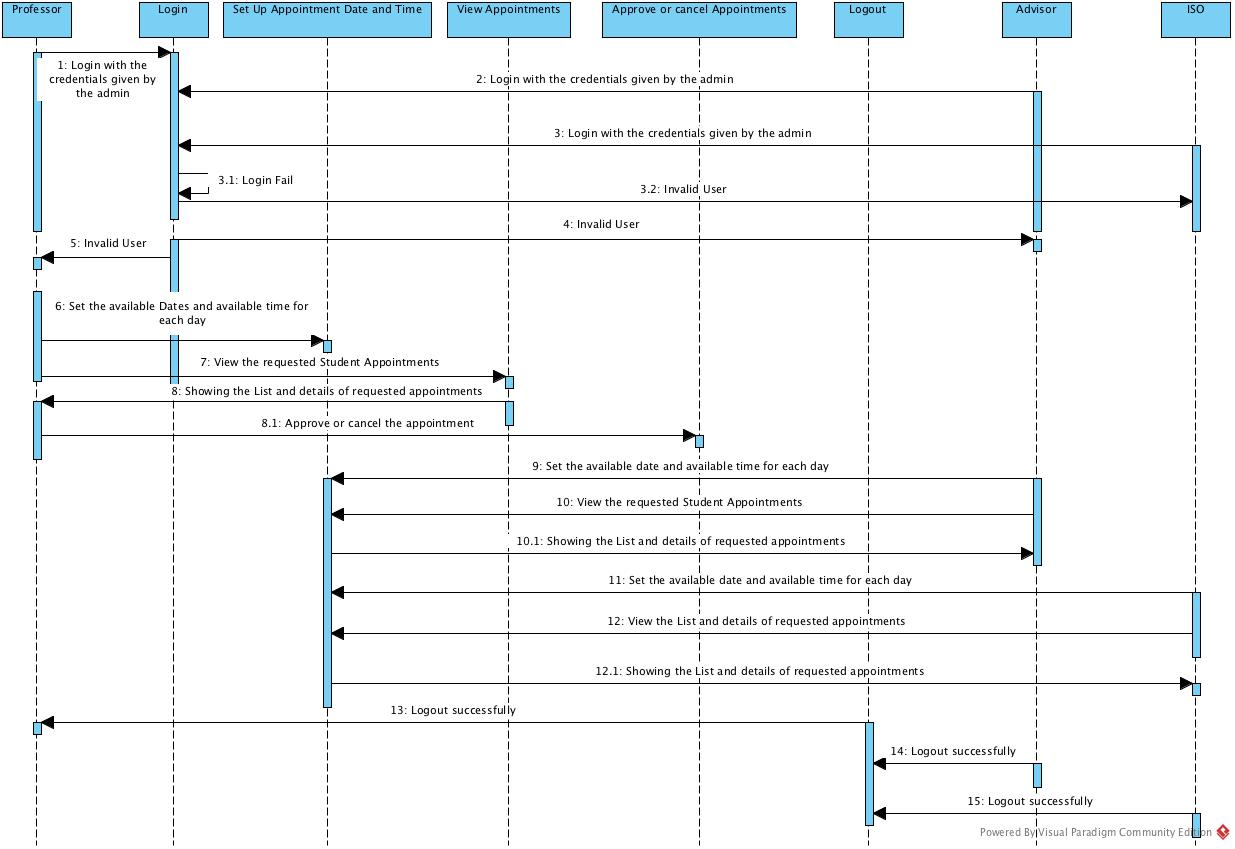 Professor
Login
Set Up Appointment Date and Time
View Appointments
Approve or cancel Appointments
Logout
Advisor
ISO
1: Login with the
credentials given by
the admin
2: Login with the credentials given by the admin
3: Login with the credentials given by the admin
3.1: Login Fail
3.2: Invalid User
4: Invalid User
5: Invalid User
6: Set the available Dates and available time for
each day
7: View the requested Student Appointments
8: Showing the List and details of requested appointments
8.1: Approve or cancel the appointment
9: Set the available date and available time for each day
10: View the requested Student Appointments
10.1: Showing the List and details of requested appointments
11: Set the available date and available time for each day
12: View the List and details of requested appointments
12.1: Showing the List and details of requested appointments
13: Logout successfully
14: Logout successfully
15: Logout successfully
Powered By Visual Paradigm Community Edition